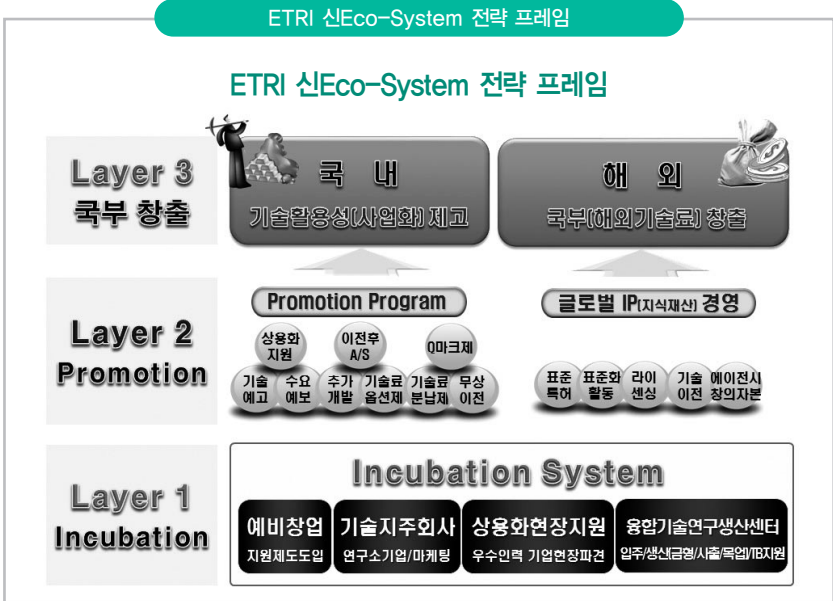 ETRI 신Eco-System 전략 프레임
ETRI 신Eco-System 전략 프레임
Layer 3
국부 창출
국 내
기술활용성(사업화) 제고
해 외
국부(해외기술료) 창출
Layer 2
Promotion
Promotion Program
상용화
지원
이전후
A/S
Q마크제
기술
예고
수요
예보
추가
개발
기술료
옵션제
기술료
분납제
무상
이전
글로벌 IP(지식재산) 경영
표준
특허
표준화
활동
라이
센싱
기술
이전
에이전시
창의자본
Layer 1
Incubation
Incubation System
예비창업
지원제도도입
기술지주회사
연구소기업/마케팅
상용화현장지원
우수인력 기업현장파견
융합기술연구생산센터
입주/생산(금형/사출/목업)/TB지원